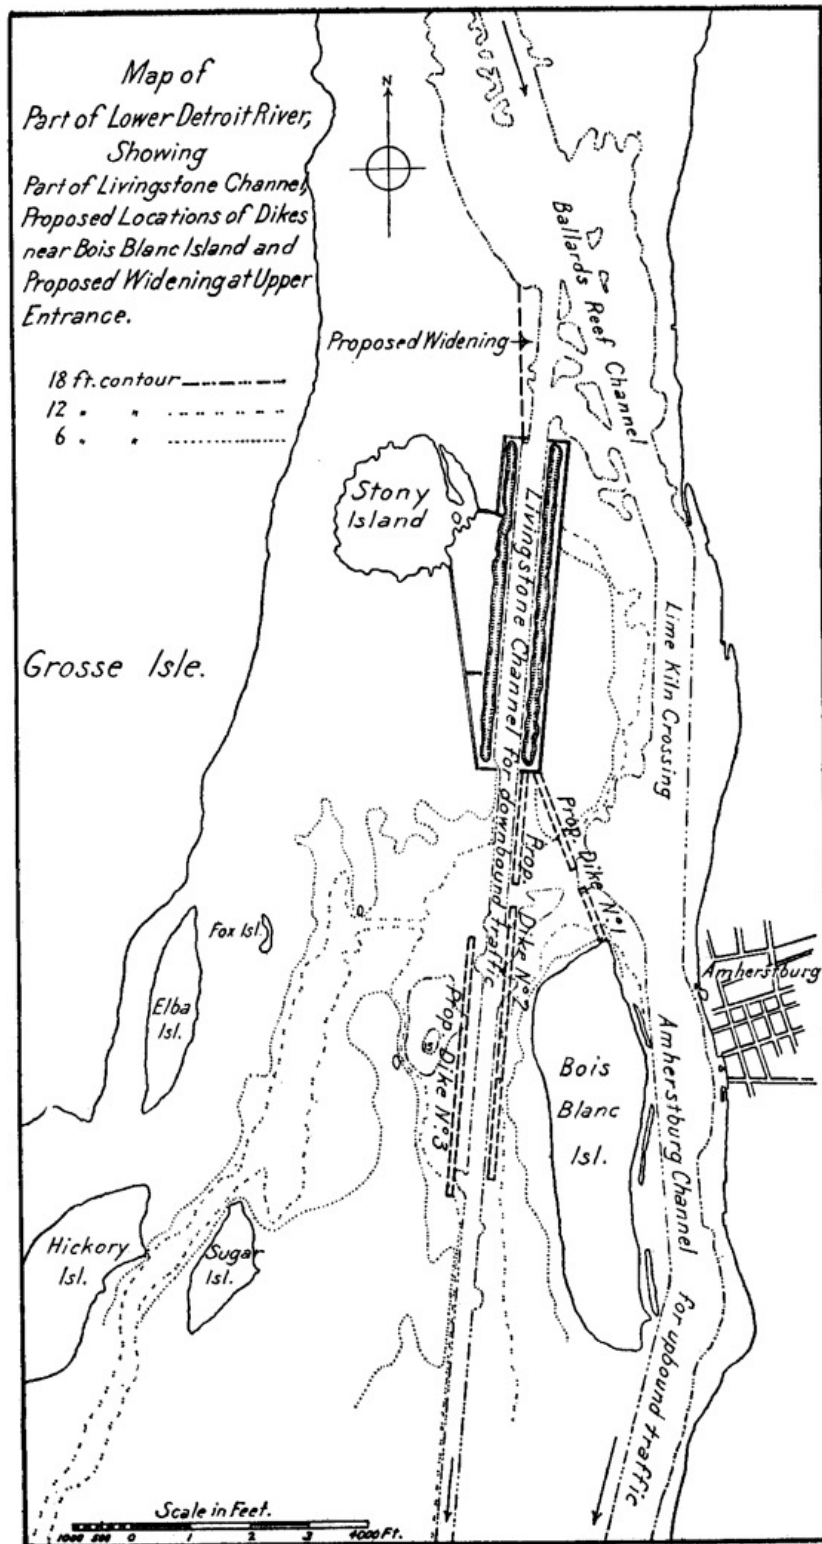 Map of
Part of Lower Detroit River,
Showing
Part of Livingstone Channel,
Proposed Locations of Dikes
near Bois Blanc Island and
Proposed Widening at Upper
Entrance.
18 ft. contour
12 " "
6 " "
N
Ballards Reef Channel
Proposed Widening
Stony
Island
Livingstone Channel for downbound traffic
Lime Kiln Crossing
Grosse Isle.
Prop. Dike No. 1
Prop. Dike No. 2
Prop. Dike No. 3
Fox Isl.
Elba
Isl.
Amherstburg
Bois
Blanc
Isl.
Amherstburg Channel
for upbound traffic
Hickory
Isl.
Sugar
Isl.
Scale in Feet.
1000 500 0 1 2 3 4000 Ft.